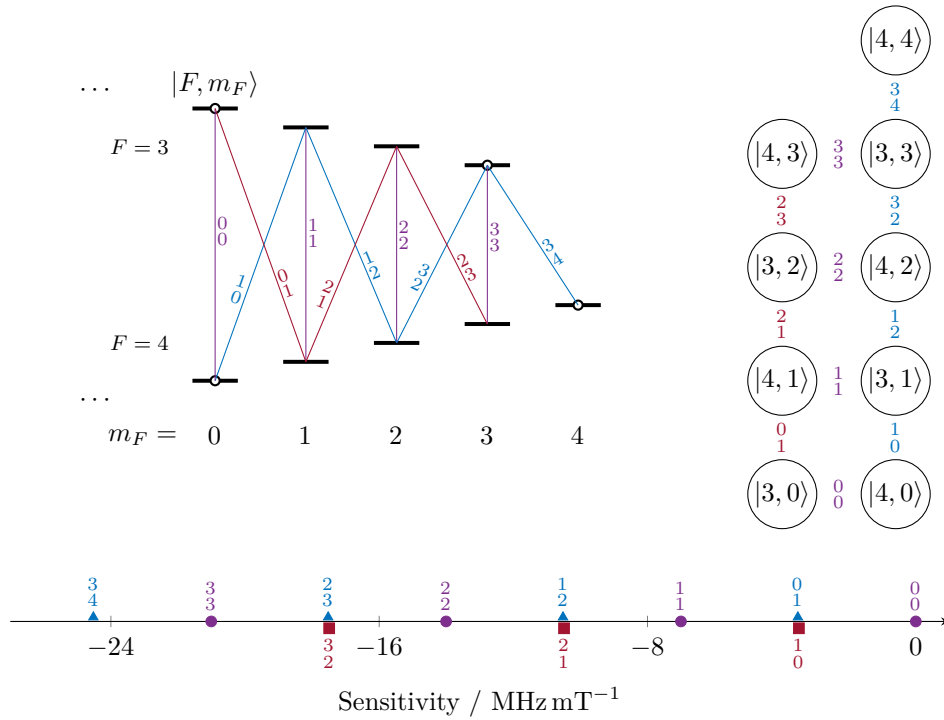 |4, 4⟩
… |F, m_F⟩
3
4
F = 3
|4, 3⟩ 3 |3, 3⟩
3
0 1 2 3
0 1 2 3
2 3
3 2
1 0 2 1 3 2 3
0 1 1 2 2 3 4
|3, 2⟩ 2 |4, 2⟩
2
2 1
1 2
F = 4
|4, 1⟩ 1 |3, 1⟩
1
…
0 1
1 0
m_F = 0 1 2 3 4
|3, 0⟩ 0 |4, 0⟩
0
3 3 2 2 1 1 0 0
4 3 3 2 2 1 1 0
−24 −16 −8 0
3 2 1
2 1 0
Sensitivity / MHz mT⁻¹